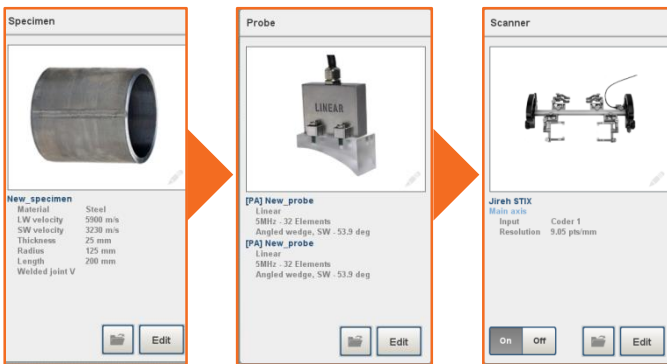 Specimen
New_specimen
Material Steel
LW velocity 5900 m/s
SW velocity 3230 m/s
Thickness 25 mm
Radius 125 mm
Length 200 mm
Welded joint V
Edit
Probe
LINEAR
[PA] New_probe
Linear
5MHz - 32 Elements
Angled wedge, SW - 53.9 deg
[PA] New_probe
Linear
5MHz - 32 Elements
Angled wedge, SW - 53.9 deg
Edit
Scanner
Jireh STIX
Main axis
Input Coder 1
Resolution 9.05 pts/mm
On Off
Edit